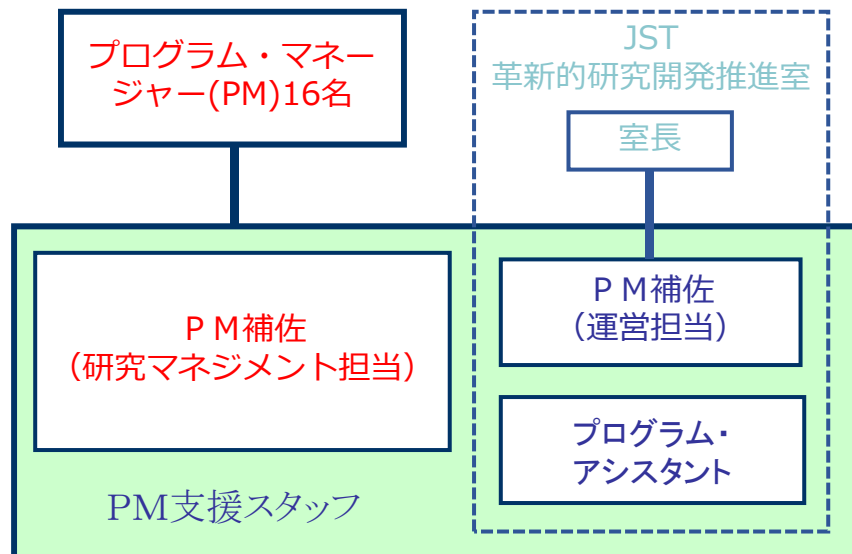 プログラム・マネー
ジャー(PM)16名
JST
革新的研究開発推進室
室長
ＰＭ補佐
（研究マネジメント担当）
ＰＭ補佐
（運営担当）
プログラム・
アシスタント
PM支援スタッフ